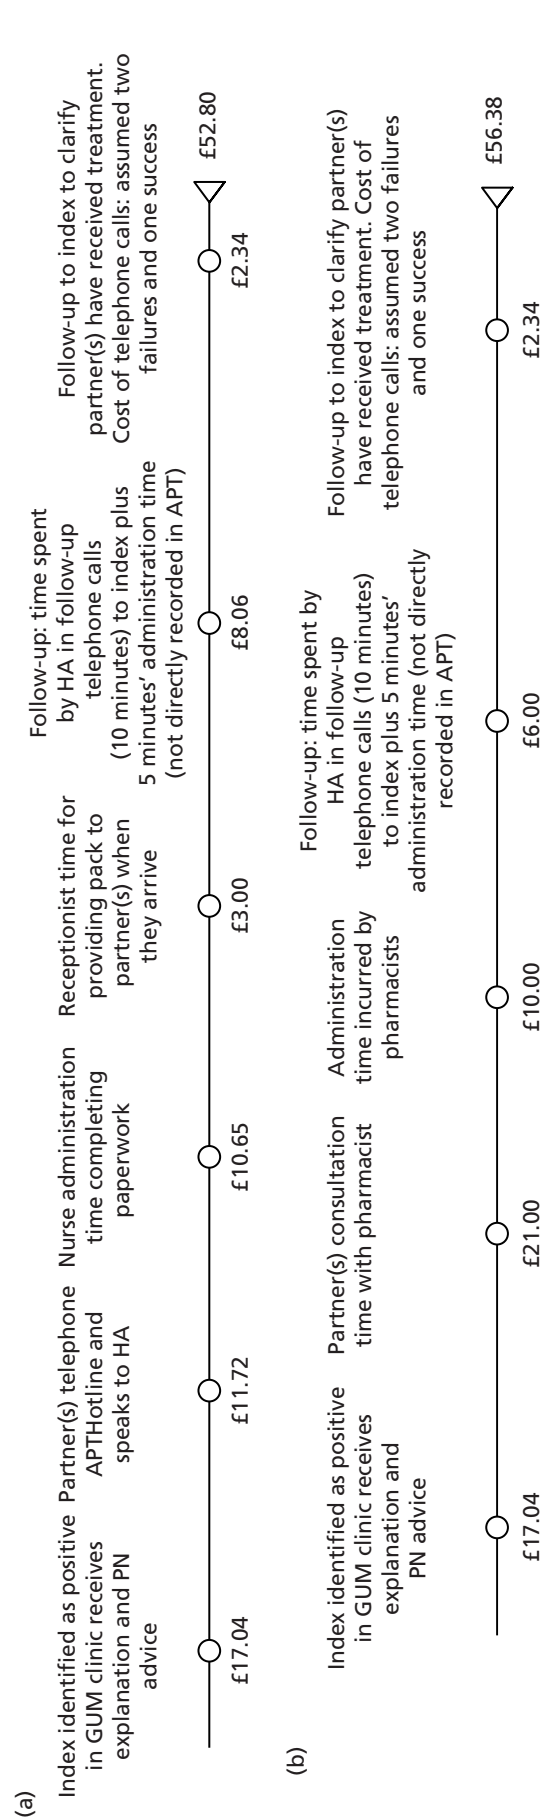 (a)
Index identified as positive
in GUM clinic receives
explanation and PN
advice
£17.04
Partner(s) telephone
APTHotline and
speaks to HA
£11.72
Nurse administration
time completing
paperwork
£10.65
Receptionist time for
providing pack to
partner(s) when
they arrive
£3.00
Follow-up: time spent
by HA in follow-up
telephone calls
(10 minutes) to index plus
5 minutes’ administration time
(not directly recorded in APT)
£8.06
Follow-up to index to clarify
partner(s) have received treatment.
Cost of telephone calls: assumed two
failures and one success
£2.34
£52.80
(b)
Index identified as positive
in GUM clinic receives
explanation and
PN advice
£17.04
Partner(s) consultation
time with pharmacist
£21.00
Administration
time incurred by
pharmacists
£10.00
Follow-up: time spent by
HA in follow-up
telephone calls (10 minutes)
to index plus 5 minutes’
administration time (not directly
recorded in APT)
£6.00
Follow-up to index to clarify partner(s)
have received treatment. Cost of
telephone calls: assumed two failures
and one success
£2.34
£56.38